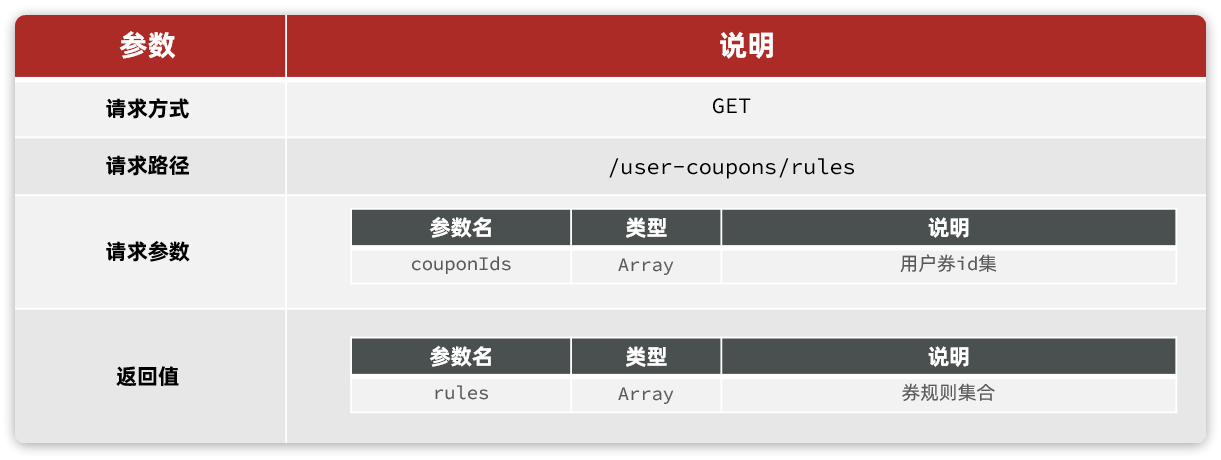 参数 说明
请求方式 GET
请求路径 /user-coupons/rules
请求参数
参数名 类型 说明
couponIds Array 用户券id集
返回值
参数名 类型 说明
rules Array 券规则集合